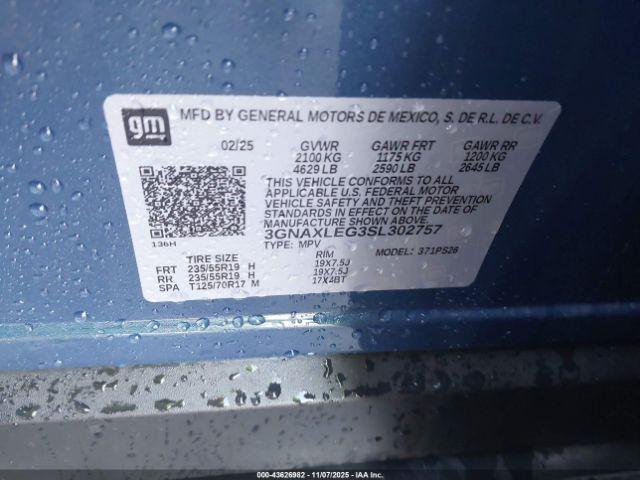 gm
MFD BY GENERAL MOTORS DE MEXICO, S. DE R.L. DE C.V.
02/25 GVWR GAWR FRT GAWR RR
2100 KG 1175 KG 1200 KG
4629 LB 2590 LB 2645 LB
THIS VEHICLE CONFORMS TO ALL
APPLICABLE U.S. FEDERAL MOTOR
VEHICLE SAFETY AND THEFT
PREVENTION STANDARDS IN
EFFECT ON THE DATE OF
MANUFACTURE SHOWN ABOVE.
3GNAXLEG3SL302757
136H TYPE: MPV MODEL: 371PS26
TIRE SIZE RIM
FRT 235/55R19 H 19X7.5J
RR 235/55R19 H 19X7.5J
SPA T125/70R17 M 17X4BT
000-43626982 - 11/07/2025 - IAA Inc.